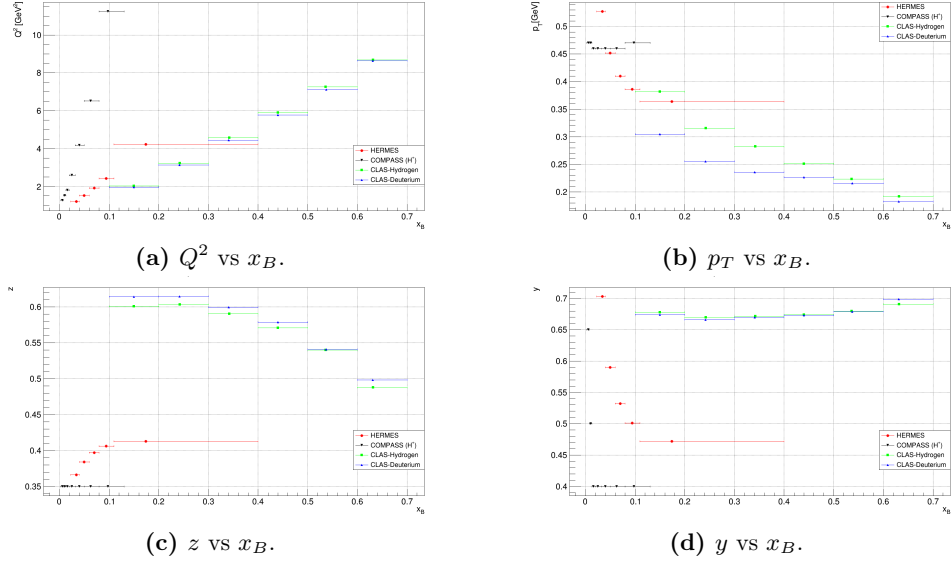 Q² [GeV²]
10
8
6
4
2
0 0.1 0.2 0.3 0.4 0.5 0.6 0.7
x_B
HERMES
COMPASS (H⁺)
CLAS-Hydrogen
CLAS-Deuterium
(a) Q² vs x_B.
p_T[GeV]
0.5
0.45
0.4
0.35
0.3
0.25
0.2
0 0.1 0.2 0.3 0.4 0.5 0.6 0.7
x_B
HERMES
COMPASS (H⁺)
CLAS-Hydrogen
CLAS-Deuterium
(b) p_T vs x_B.
z
0.6
0.55
0.5
0.45
0.4
0.35
0 0.1 0.2 0.3 0.4 0.5 0.6 0.7
x_B
HERMES
COMPASS (H⁺)
CLAS-Hydrogen
CLAS-Deuterium
(c) z vs x_B.
y
0.7
0.65
0.6
0.55
0.5
0.45
0.4
0 0.1 0.2 0.3 0.4 0.5 0.6 0.7
x_B
HERMES
COMPASS (H⁺)
CLAS-Hydrogen
CLAS-Deuterium
(d) y vs x_B.